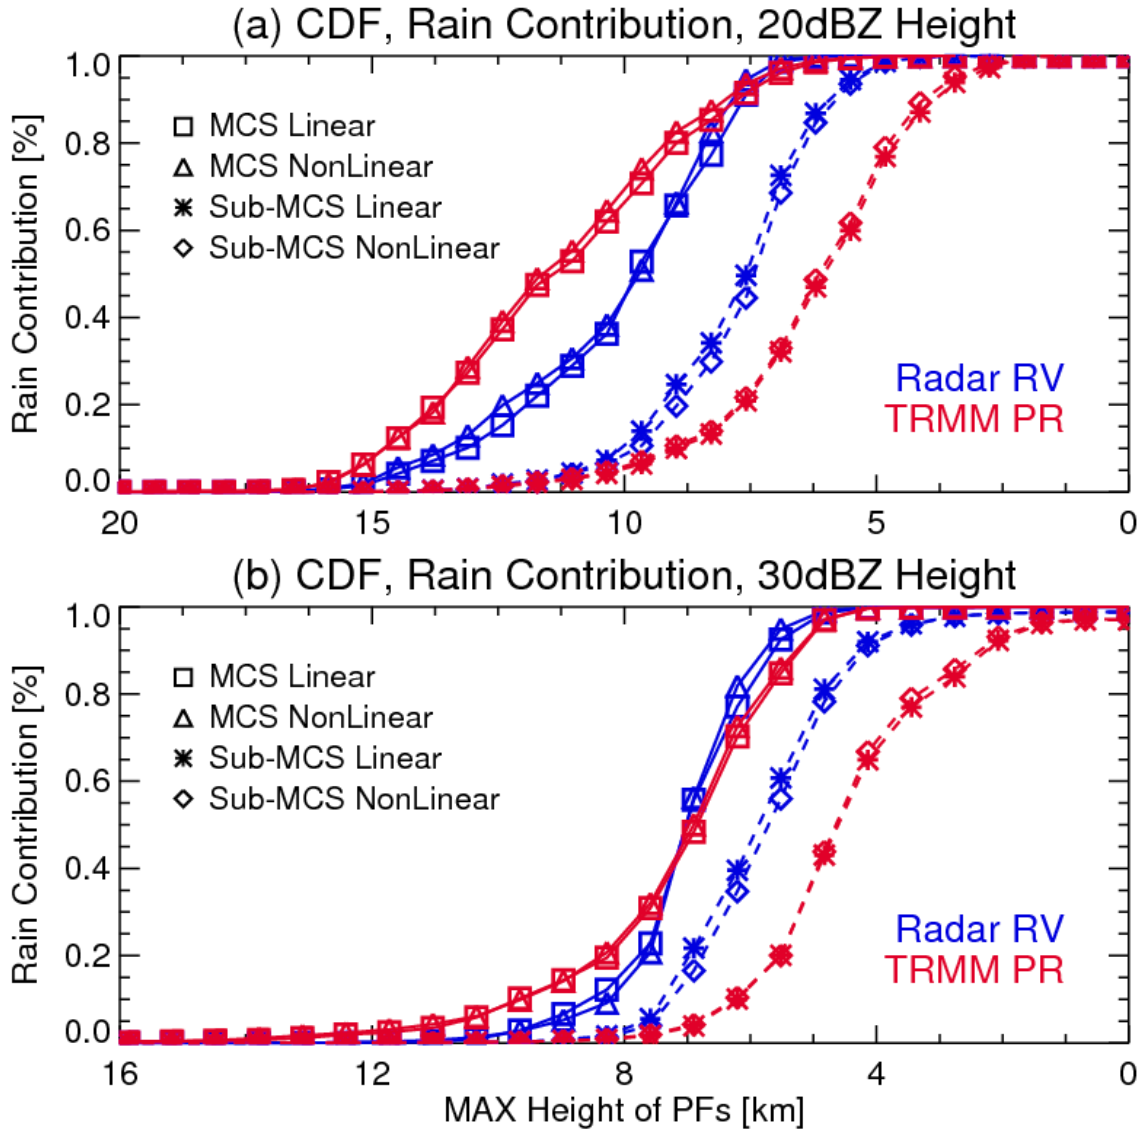 (a) CDF, Rain Contribution, 20dBZ Height
Rain Contribution [%]
1.0
0.8
0.6
0.4
0.2
0.0
MCS Linear
MCS NonLinear
Sub-MCS Linear
Sub-MCS NonLinear
Radar RV
TRMM PR
20 15 10 5 0
(b) CDF, Rain Contribution, 30dBZ Height
Rain Contribution [%]
1.0
0.8
0.6
0.4
0.2
0.0
MCS Linear
MCS NonLinear
Sub-MCS Linear
Sub-MCS NonLinear
Radar RV
TRMM PR
16 12 8 4 0
MAX Height of PFs [km]